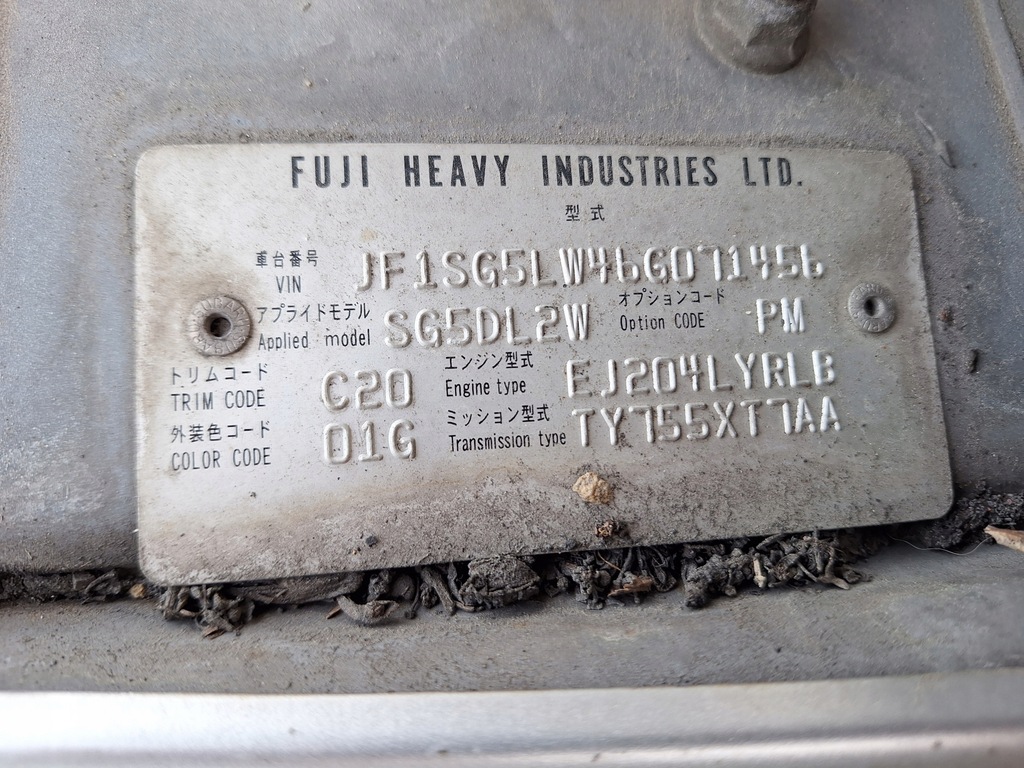 FUJI HEAVY INDUSTRIES LTD.
型式
車台番号
VIN JF1SG5LW46G071456
アプライドモデル
Applied model SG5DL2W
オプションコード
Option CODE PM
トリムコード
TRIM CODE C20
エンジン型式
Engine type EJ204LYRLB
外装色コード
COLOR CODE 01G
ミッション型式
Transmission type TY755XT7AA